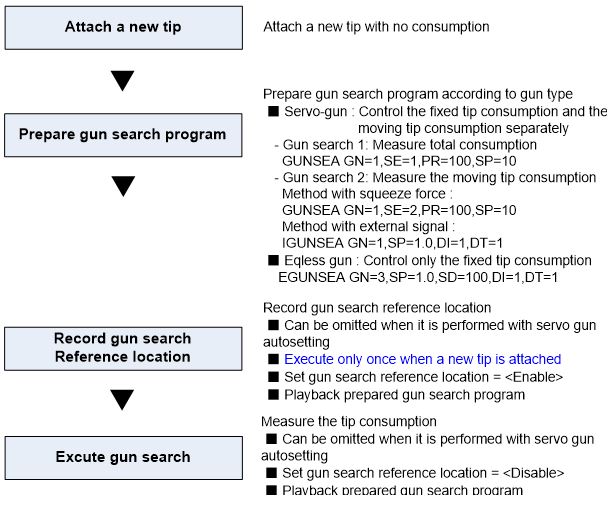 Attach a new tip
Attach a new tip with no consumption
Prepare gun search program
Prepare gun search program according to gun type
■ Servo-gun : Control the fixed tip consumption and the
moving tip consumption separately
- Gun search 1: Measure total consumption
GUNSEA GN=1,SE=1,PR=100,SP=10
- Gun search 2: Measure the moving tip consumption
Method with squeeze force :
GUNSEA GN=1,SE=2,PR=100,SP=10
Method with external signal :
IGUNSEA GN=1,SP=1.0,DI=1,DT=1
■ Eqless gun : Control only the fixed tip consumption
EGUNSEA GN=3,SP=1.0,SD=100,DI=1,DT=1
Record gun search
Reference location
Record gun search reference location
■ Can be omitted when it is performed with servo gun
autosetting
■ Execute only once when a new tip is attached
■ Set gun search reference location = <Enable>
■ Playback prepared gun search program
Excute gun search
Measure the tip consumption
■ Can be omitted when it is performed with servo gun
autosetting
■ Set gun search reference location = <Disable>
■ Playback prepared gun search program